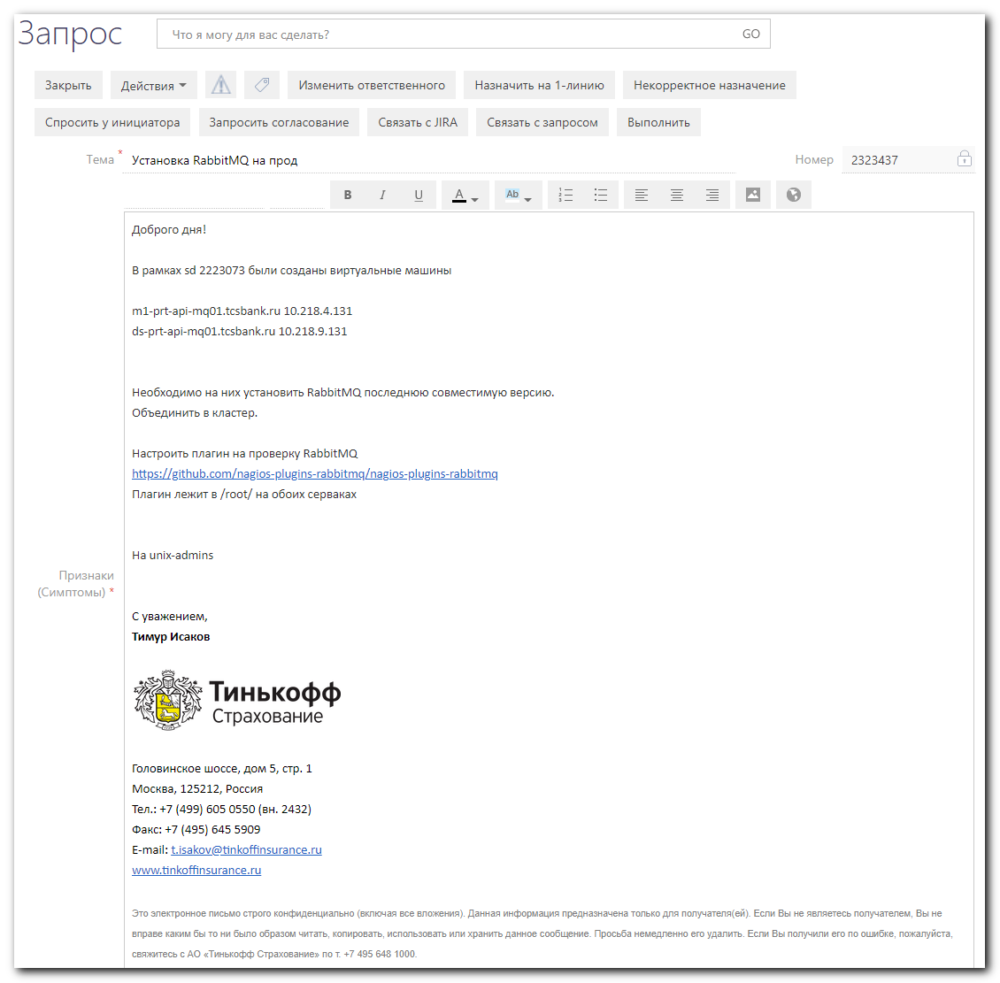 Запрос
Что я могу для вас сделать? GO
Закрыть Действия Изменить ответственного Назначить на 1-линию Некорректное назначение
Спросить у инициатора Запросить согласование Связать с JIRA Связать с запросом Выполнить
Тема * Установка RabbitMQ на прод Номер 2323437
B I U A Ab
Доброго дня!
В рамках sd 2223073 были созданы виртуальные машины
m1-prt-api-mq01.tcsbank.ru 10.218.4.131
ds-prt-api-mq01.tcsbank.ru 10.218.9.131
Необходимо на них установить RabbitMQ последнюю совместимую версию.
Объединить в кластер.
Настроить плагин на проверку RabbitMQ
https://github.com/nagios-plugins-rabbitmq/nagios-plugins-rabbitmq
Плагин лежит в /root/ на обоих серваках
На unix-admins
Признаки
(Симптомы) *
С уважением,
Тимур Исаков
Тинькофф
Страхование
Головинское шоссе, дом 5, стр. 1
Москва, 125212, Россия
Тел.: +7 (499) 605 0550 (вн. 2432)
Факс: +7 (495) 645 5909
E-mail: t.isakov@tinkoffinsurance.ru
www.tinkoffinsurance.ru
Это электронное письмо строго конфиденциально (включая все вложения). Данная информация предназначена только для получателя(ей). Если Вы не являетесь получателем, Вы не
вправе каким бы то ни было образом читать, копировать, использовать или хранить данное сообщение. Просьба немедленно его удалить. Если Вы получили его по ошибке, пожалуйста,
свяжитесь с АО «Тинькофф Страхование» по т. +7 495 648 1000.